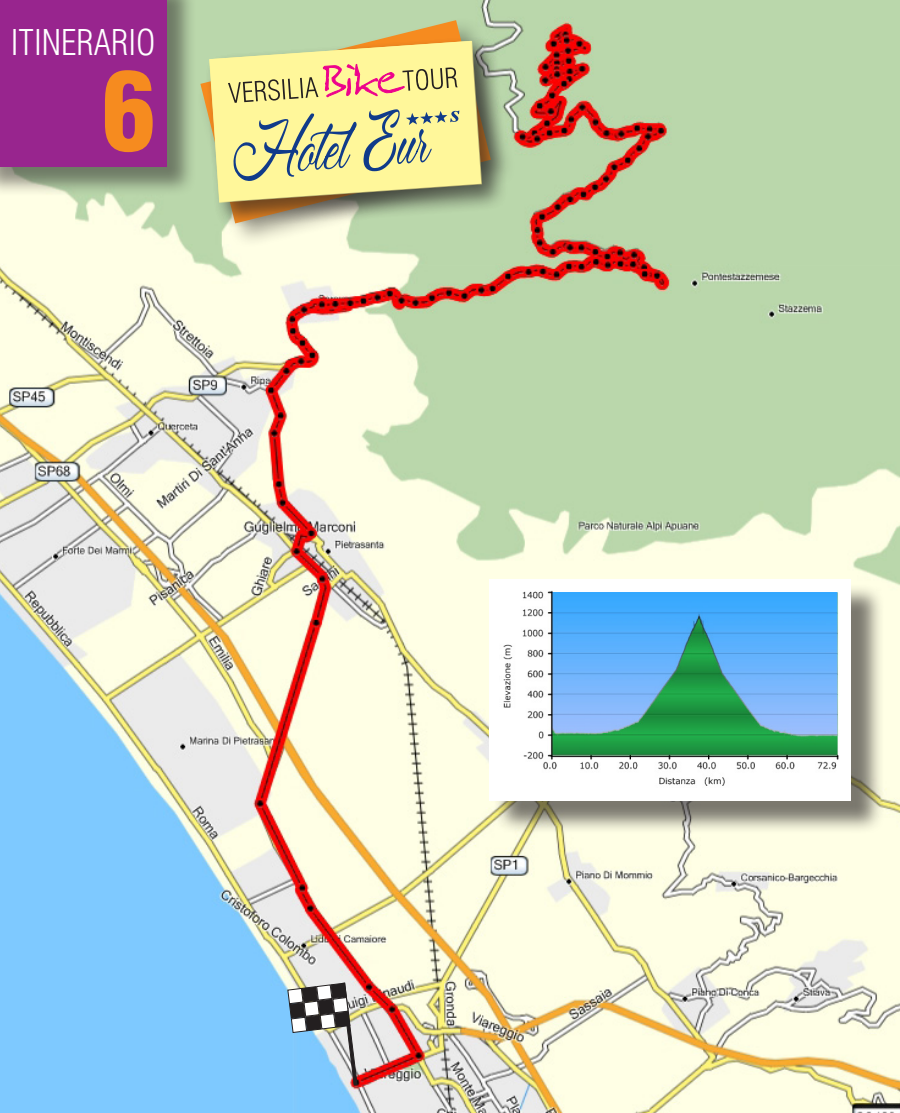 ITINERARIO
6
VERSILIA Bike TOUR
Hotel Eur ★★★S
Pontestazzemese
Stazzema
Montiscendi
Strettoia
SP9
Ripa
SP45
Querceta
Martiri Di Sant'Anna
SP68
Olmi
Guglielmo Marconi
Parco Naturale Alpi Apuane
Pietrasanta
Forte Dei Marmi
Ghiare
Pisanica
Repubblica
Emilia
Marina Di Pietrasan
Roma
1400
1200
1000
800
600
400
200
0
-200
Elevazione (m)
0.0 10.0 20.0 30.0 40.0 50.0 60.0 72.9
Distanza (km)
SP1
Piano Di Mommio
Corsanico-Bargecchia
Cristoforo Colombo
Lido Di Camaiore
Luigi Einaudi
Gronda
Piano Di Conca
Stiava
Sassaia
Viareggio
Viareggio